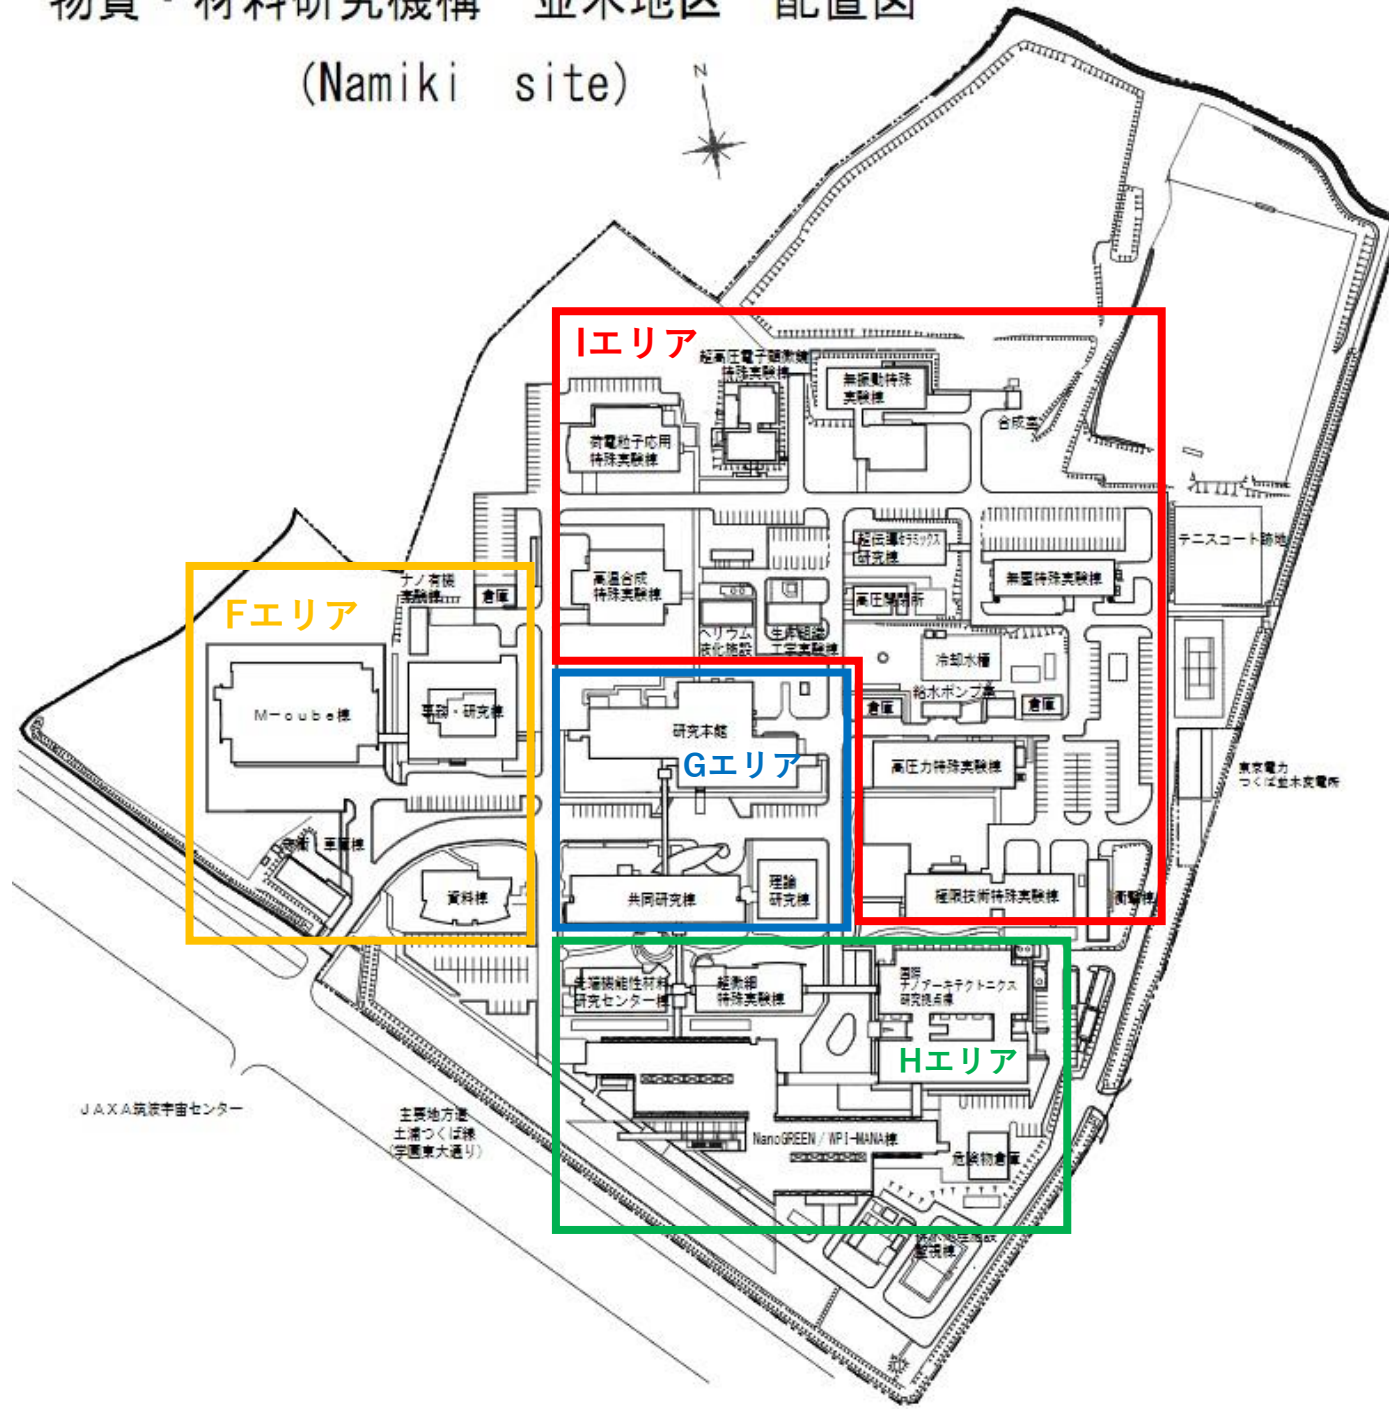 物質・材料研究機構 並木地区 配置図
(Namiki site)
N
Iエリア
超高圧電子顕微鏡
特殊実験棟
無振動特殊
実験棟
合成室
荷電粒子応用
特殊実験棟
超伝導セラミックス
研究棟
テニスコート跡地
高温合成
特殊実験棟
無塵特殊実験棟
ナノ有機
実験棟
倉庫
高圧開閉所
Fエリア
ヘリウム
液化施設
生体組織
工学実験棟
冷却水槽
給水ポンプ室
倉庫
倉庫
M-cube棟
事務・研究棟
研究本館
Gエリア
高圧力特殊実験棟
東京電力
つくば並木変電所
守衛・車庫棟
資料棟
共同研究棟
理論
研究棟
極限技術特殊実験棟
衝撃棟
先端機能性材料
研究センター棟
超微細
特殊実験棟
国際
ナノアーキテクトニクス
研究拠点棟
Hエリア
JAXA筑波宇宙センター
主要地方道
土浦つくば線
(学園東大通り)
NanoGREEN / WPI-MANA棟
危険物倉庫
監視棟